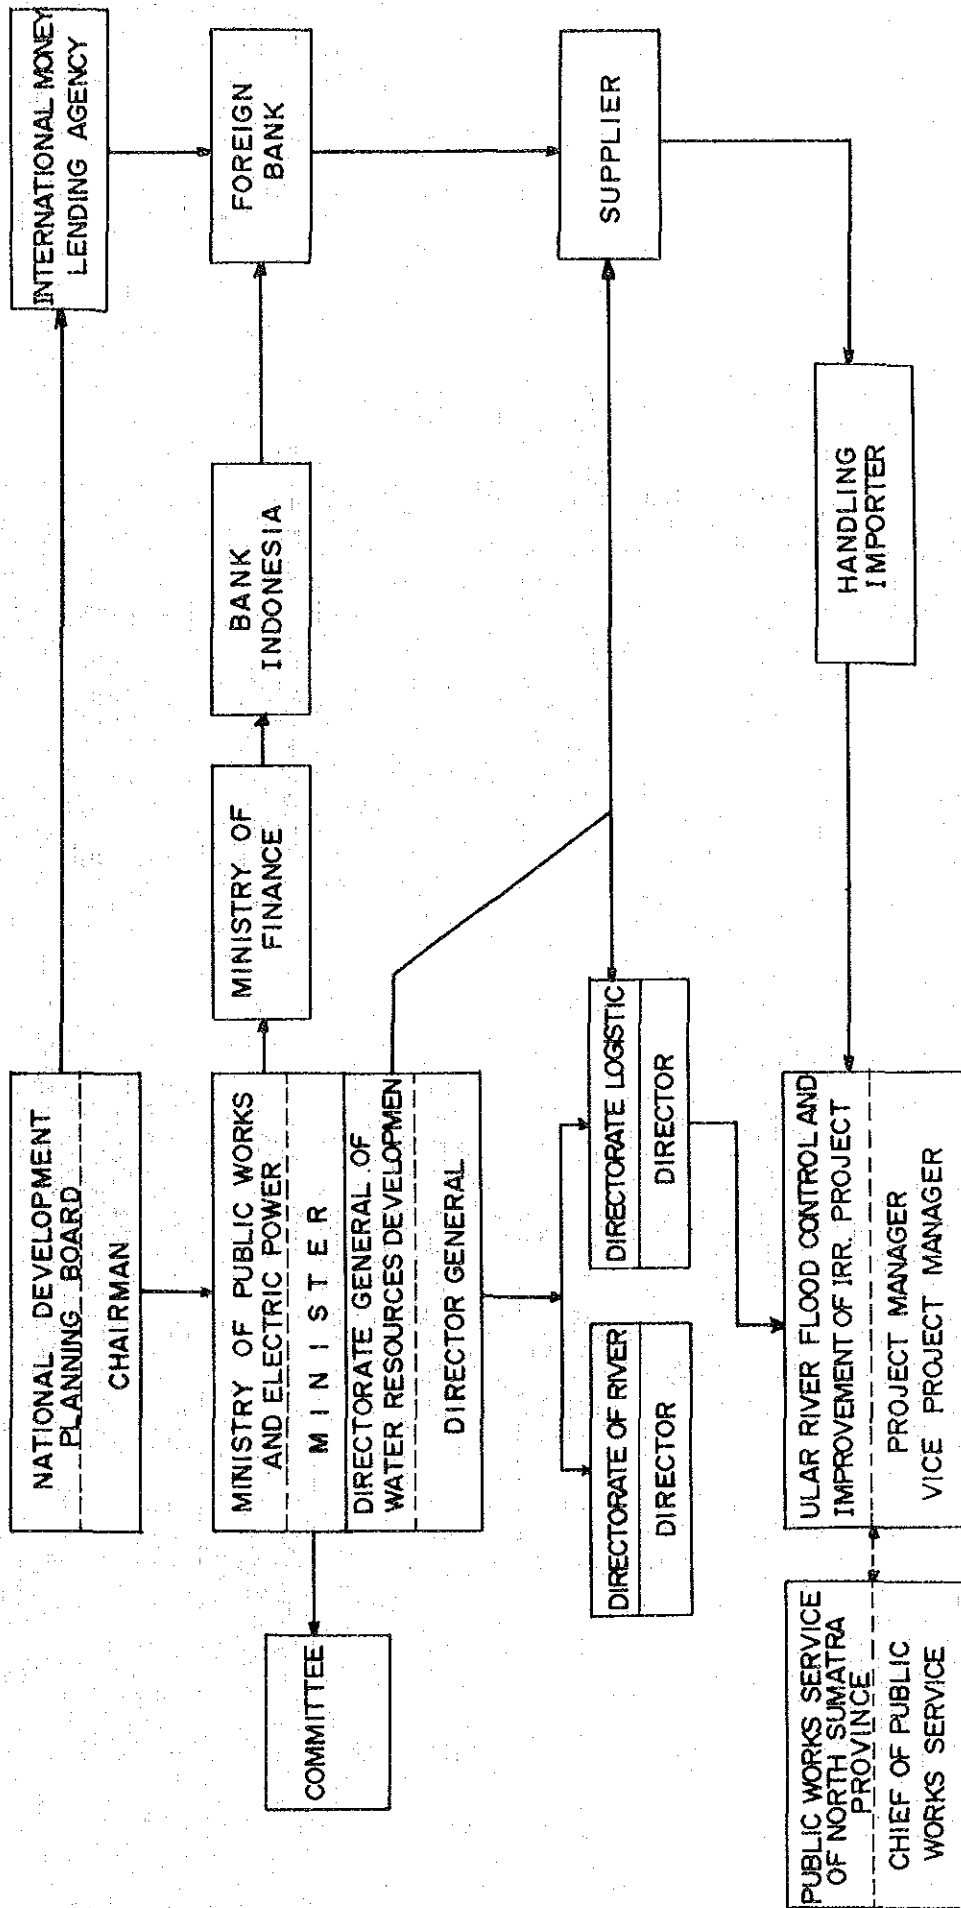 NATIONAL DEVELOPMENT
PLANNING BOARD
CHAIRMAN
INTERNATIONAL MONEY
LENDING AGENCY
COMMITTEE
MINISTRY OF PUBLIC WORKS
AND ELECTRIC POWER
MINISTER
DIRECTORATE GENERAL OF
WATER RESOURCES DEVELOPMEN
DIRECTOR GENERAL
MINISTRY OF
FINANCE
BANK
INDONESIA
FOREIGN
BANK
DIRECTORATE OF RIVER
DIRECTOR
DIRECTORATE LOGISTIC
DIRECTOR
SUPPLIER
PUBLIC WORKS SERVICE
OF NORTH SUMATRA
PROVINCE
CHIEF OF PUBLIC
WORKS SERVICE
ULAR RIVER FLOOD CONTROL AND
IMPROVEMENT OF IRR. PROJECT
PROJECT MANAGER
VICE PROJECT MANAGER
HANDLING
IMPORTER